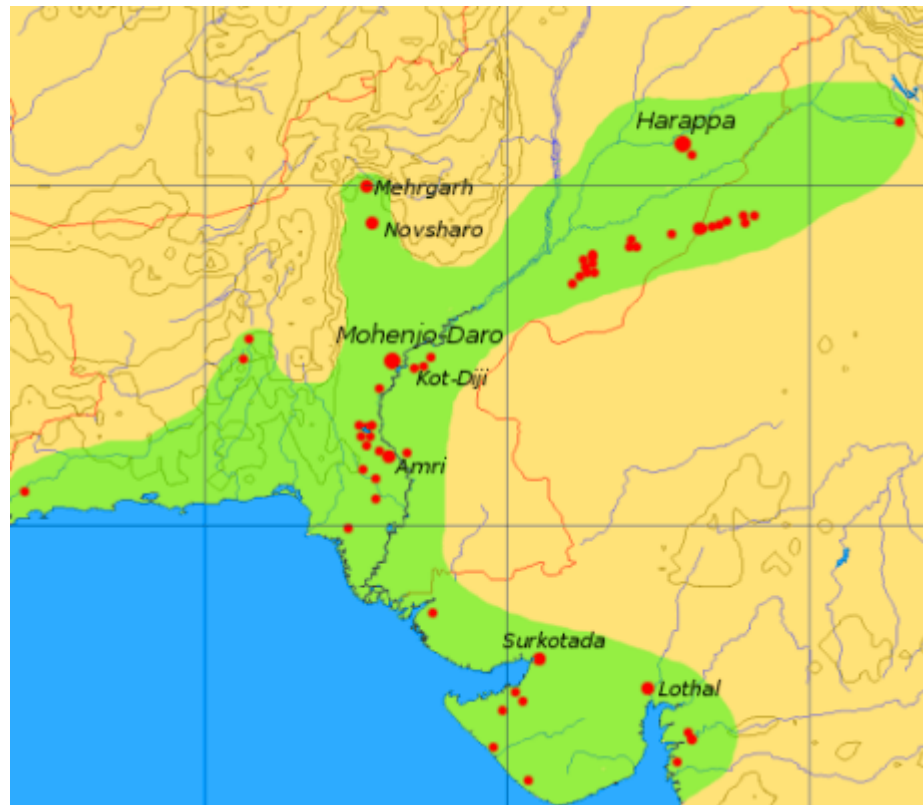 Harappa
Mehrgarh
Novsharo
Mohenjo-Daro
Kot-Diji
Amri
Surkotada
Lothal